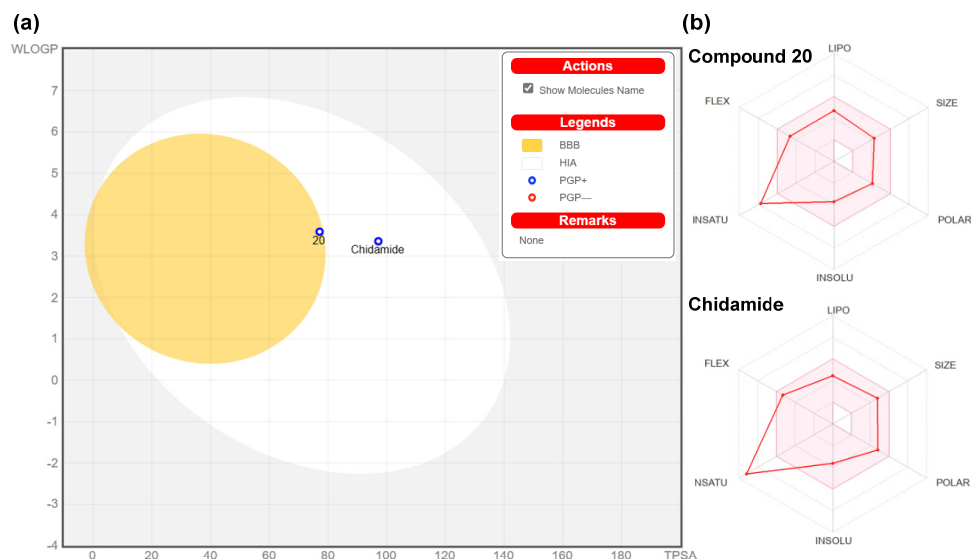 (a)
WLOGP
7
6
5
4
3
2
1
0
-1
-2
-3
-4
0 20 40 60 80 100 120 140 160 180 TPSA
20
Chidamide
Actions
Show Molecules Name
Legends
BBB
HIA
PGP+
PGP—
Remarks
None
(b)
Compound 20
LIPO
FLEX SIZE
INSATU POLAR
INSOLU
Chidamide
LIPO
FLEX SIZE
NSATU POLAR
INSOLU